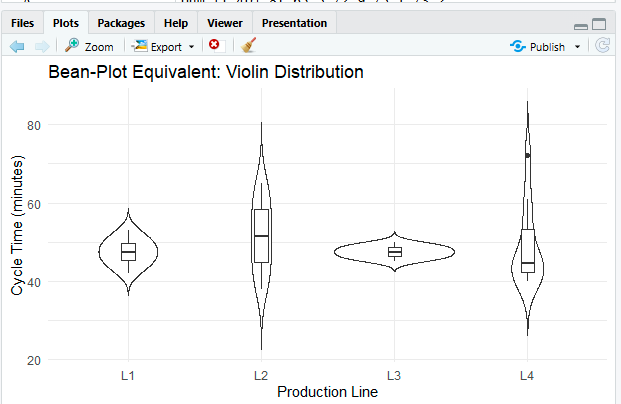 Files Plots Packages Help Viewer Presentation
Zoom Export Publish
Bean-Plot Equivalent: Violin Distribution
Cycle Time (minutes)
80
60
40
20
L1 L2 L3 L4
Production Line